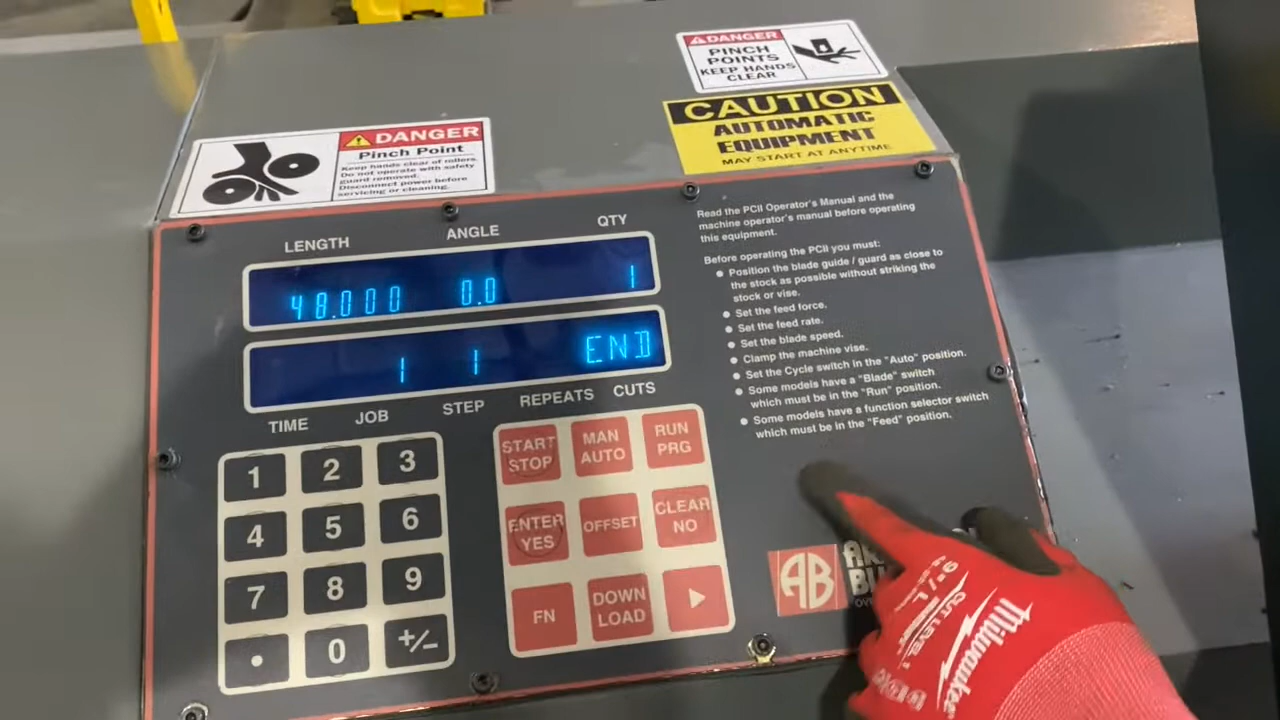 DANGER
PINCH
POINTS
KEEP HANDS
CLEAR
CAUTION
AUTOMATIC
EQUIPMENT
MAY START AT ANYTIME
DANGER
Pinch Point
Keep hands clear of rollers.
Do not operate with safety
guard removed.
Disconnect power before
servicing or cleaning.
LENGTH ANGLE QTY
48.000 0.0 1
1 1 END
TIME JOB STEP REPEATS CUTS
Read the PCII Operator's Manual and the
machine operator's manual before operating
this equipment.
Before operating the PCII you must:
● Position the blade guide / guard as close to
the stock as possible without striking the
stock or vise.
● Set the feed force.
● Set the feed rate.
● Set the blade speed.
● Clamp the machine vise.
● Set the Cycle switch in the "Auto" position.
● Some models have a "Blade" switch
which must be in the "Run" position.
● Some models have a function selector switch
which must be in the "Feed" position.
1 2 3
4 5 6
7 8 9
. 0 +/-
START
STOP
MAN
AUTO
RUN
PRG
ENTER
YES
OFFSET
CLEAR
NO
FN
DOWN
LOAD
AB
Milwaukee
CUT LEVEL 1
9/L